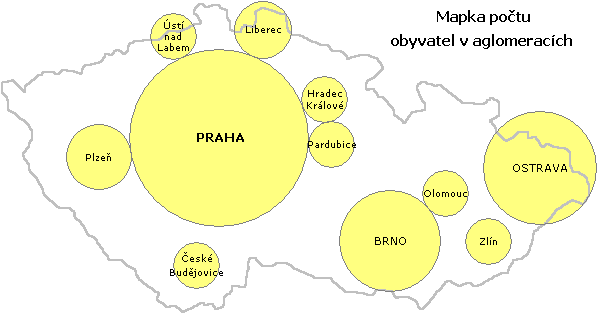 Mapka počtu
obyvatel v aglomeracích
Ústí
nad
Labem
Liberec
Hradec
Králové
PRAHA
Pardubice
Plzeň
OSTRAVA
Olomouc
BRNO
Zlín
České
Budějovice